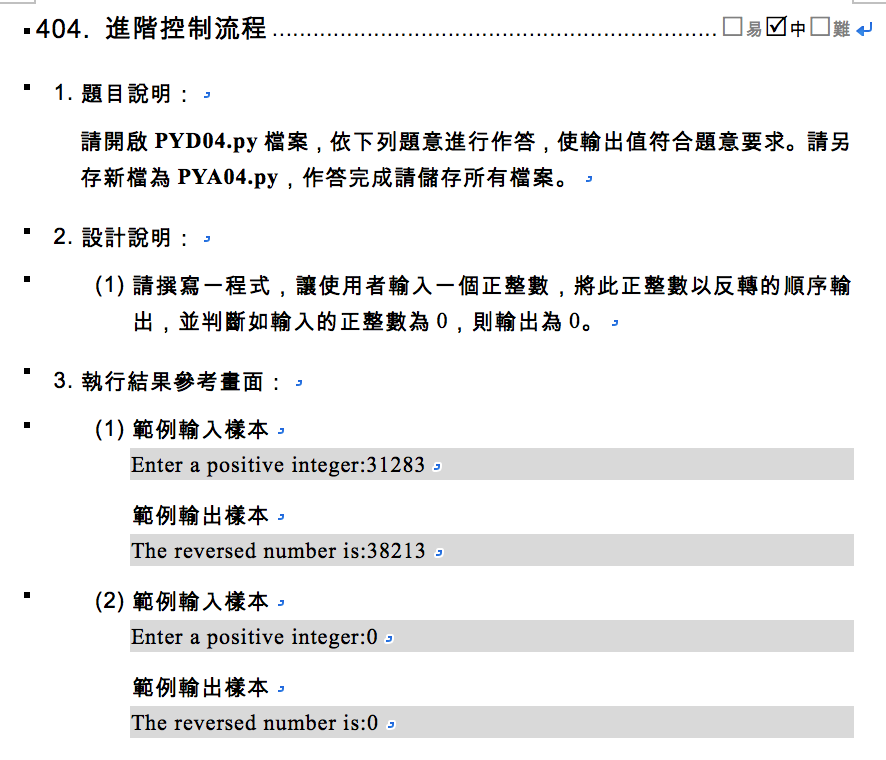 404. 進階控制流程 ................................................................. □易☑中□難
1. 題目說明：
請開啟 PYD04.py 檔案，依下列題意進行作答，使輸出值符合題意要求。請另
存新檔為 PYA04.py，作答完成請儲存所有檔案。
2. 設計說明：
(1) 請撰寫一程式，讓使用者輸入一個正整數，將此正整數以反轉的順序輸
出，並判斷如輸入的正整數為 0，則輸出為 0。
3. 執行結果參考畫面：
(1) 範例輸入樣本
Enter a positive integer:31283
範例輸出樣本
The reversed number is:38213
(2) 範例輸入樣本
Enter a positive integer:0
範例輸出樣本
The reversed number is:0